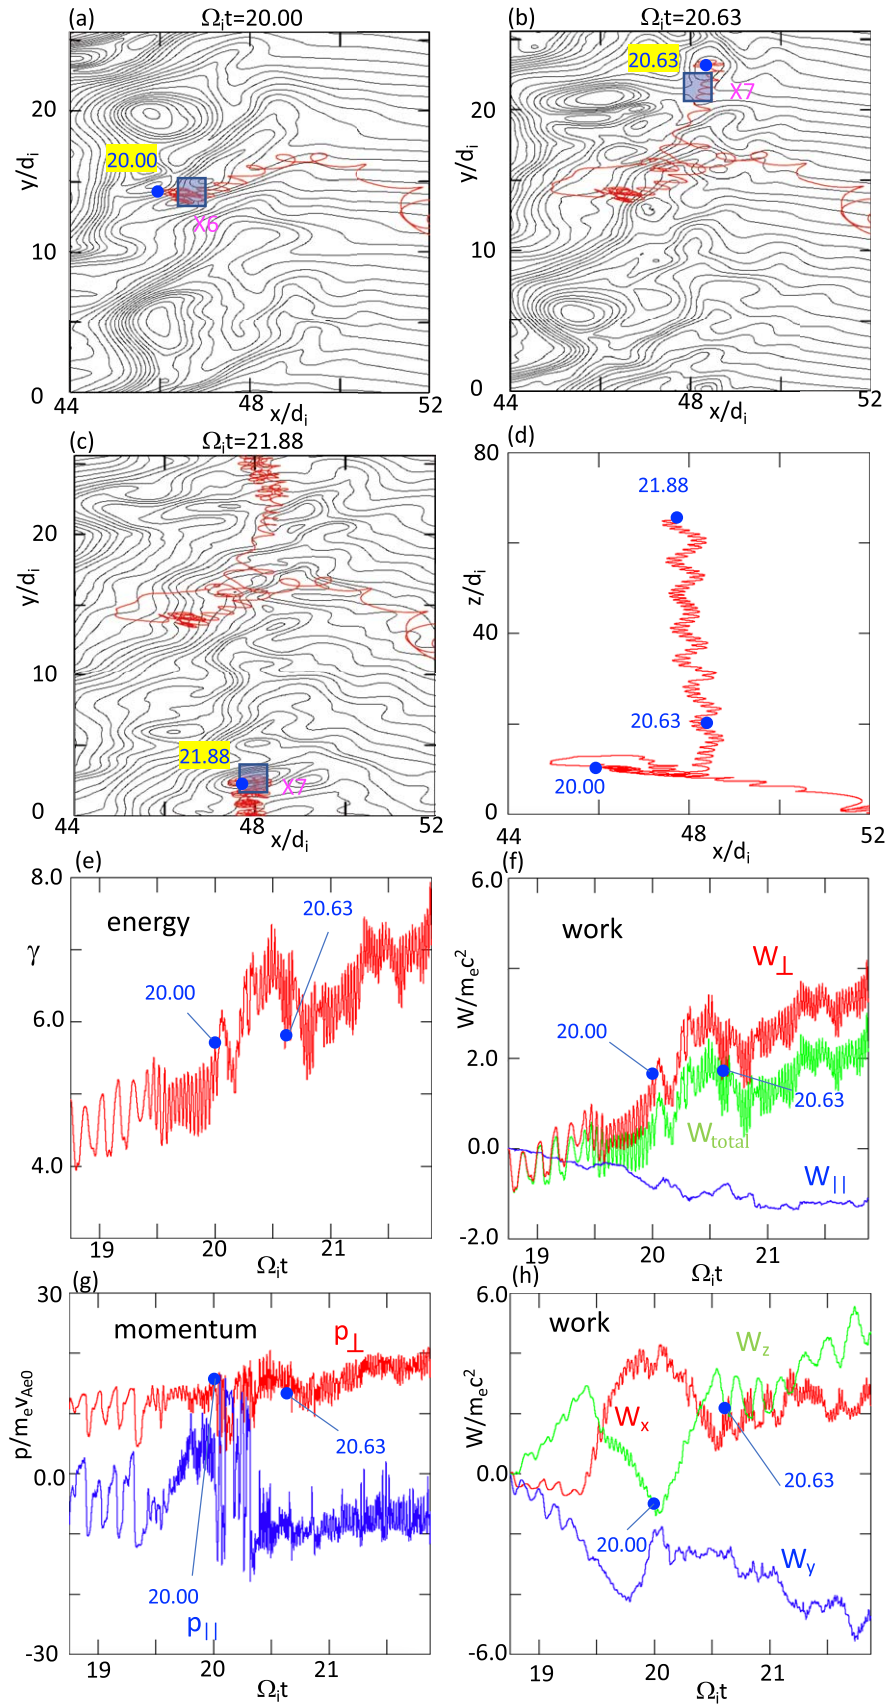 (a) Ωᵢt=20.00
y/dᵢ
20
10
0
20.00
X6
44 48 52
x/dᵢ
(b) Ωᵢt=20.63
y/dᵢ
20
10
0
20.63
X7
44 48 52
x/dᵢ
(c) Ωᵢt=21.88
y/dᵢ
20
10
0
21.88
X7
44 48 52
x/dᵢ
(d)
80
z/dᵢ
40
0
21.88
20.63
20.00
44 48 52
x/dᵢ
(e)
8.0
γ
6.0
4.0
energy
20.63
20.00
19 20 21
Ωᵢt
(f)
6.0
W/mₑc²
2.0
0.0
-2.0
work
W⊥
20.00
20.63
Wtotal
W||
19 20 21
Ωᵢt
(g)
30
p/mₑvAe0
0.0
-30
momentum
p⊥
20.63
20.00
p||
19 20 21
Ωᵢt
(h)
6.0
W/mₑc²
0.0
-6.0
work
Wz
Wx
20.63
20.00
Wy
19 20 21
Ωᵢt